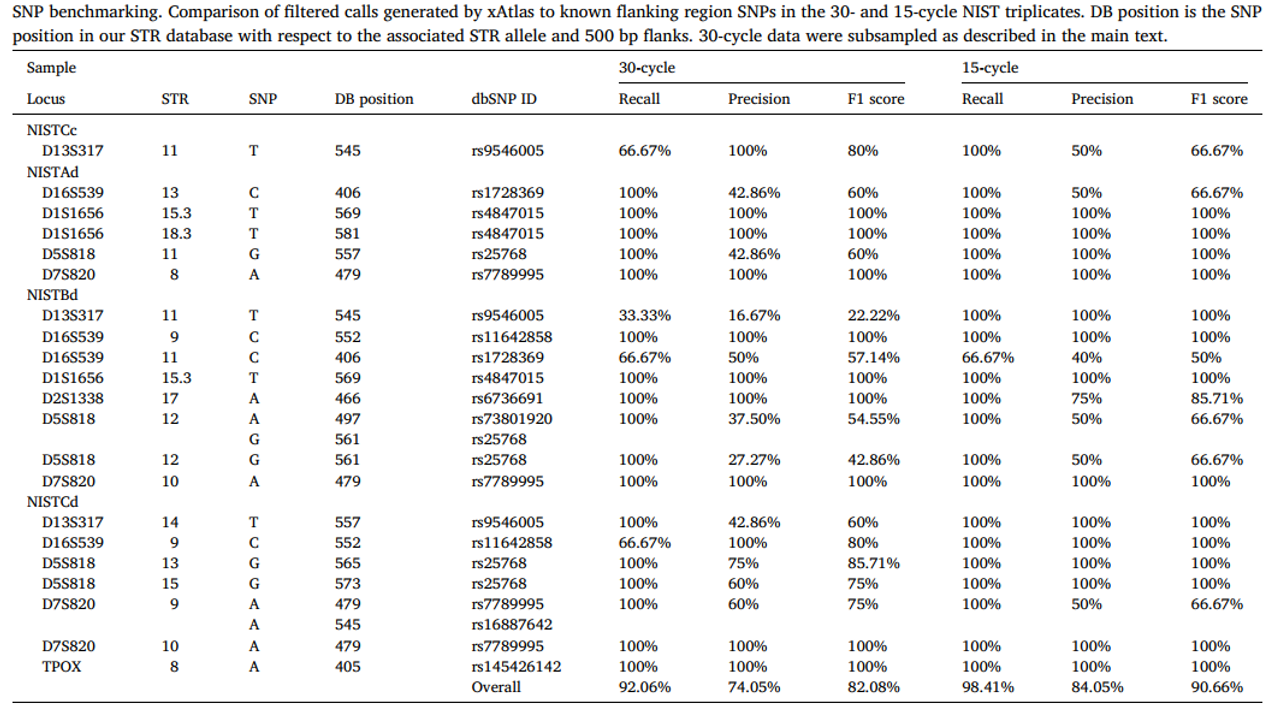 SNP benchmarking. Comparison of filtered calls generated by xAtlas to known flanking region SNPs in the 30- and 15-cycle NIST triplicates. DB position is the SNP
position in our STR database with respect to the associated STR allele and 500 bp flanks. 30-cycle data were subsampled as described in the main text.
Sample 30-cycle 15-cycle
Locus STR SNP DB position dbSNP ID Recall Precision F1 score Recall Precision F1 score
NISTCc
D13S317 11 T 545 rs9546005 66.67% 100% 80% 100% 50% 66.67%
NISTAd
D16S539 13 C 406 rs1728369 100% 42.86% 60% 100% 50% 66.67%
D1S1656 15.3 T 569 rs4847015 100% 100% 100% 100% 100% 100%
D1S1656 18.3 T 581 rs4847015 100% 100% 100% 100% 100% 100%
D5S818 11 G 557 rs25768 100% 42.86% 60% 100% 100% 100%
D7S820 8 A 479 rs7789995 100% 100% 100% 100% 100% 100%
NISTBd
D13S317 11 T 545 rs9546005 33.33% 16.67% 22.22% 100% 100% 100%
D16S539 9 C 552 rs11642858 100% 100% 100% 100% 100% 100%
D16S539 11 C 406 rs1728369 66.67% 50% 57.14% 66.67% 40% 50%
D1S1656 15.3 T 569 rs4847015 100% 100% 100% 100% 100% 100%
D2S1338 17 A 466 rs6736691 100% 100% 100% 100% 75% 85.71%
D5S818 12 A 497 rs73801920 100% 37.50% 54.55% 100% 50% 66.67%
G 561 rs25768
D5S818 12 G 561 rs25768 100% 27.27% 42.86% 100% 50% 66.67%
D7S820 10 A 479 rs7789995 100% 100% 100% 100% 100% 100%
NISTCd
D13S317 14 T 557 rs9546005 100% 42.86% 60% 100% 100% 100%
D16S539 9 C 552 rs11642858 66.67% 100% 80% 100% 100% 100%
D5S818 13 G 565 rs25768 100% 75% 85.71% 100% 100% 100%
D5S818 15 G 573 rs25768 100% 60% 75% 100% 100% 100%
D7S820 9 A 479 rs7789995 100% 60% 75% 100% 50% 66.67%
A 545 rs16887642
D7S820 10 A 479 rs7789995 100% 100% 100% 100% 100% 100%
TPOX 8 A 405 rs145426142 100% 100% 100% 100% 100% 100%
Overall 92.06% 74.05% 82.08% 98.41% 84.05% 90.66%